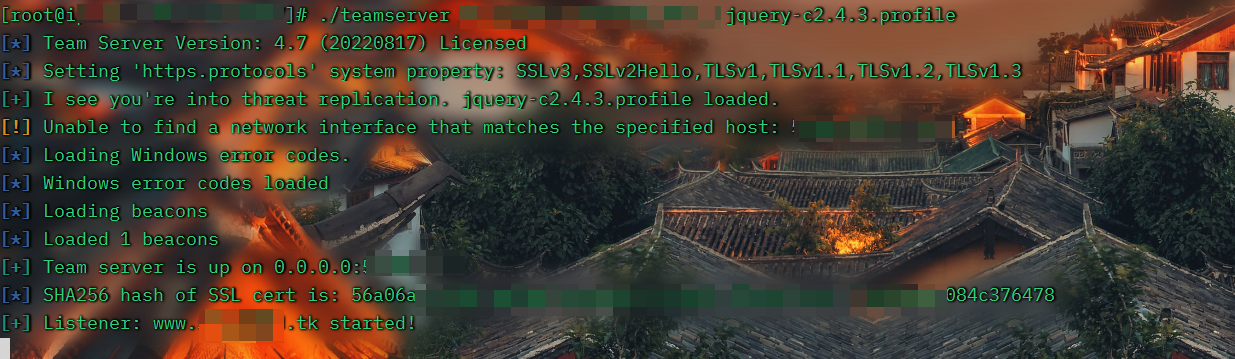 [root@i ]# ./teamserver jquery-c2.4.3.profile
[*] Team Server Version: 4.7 (20220817) Licensed
[*] Setting 'https.protocols' system property: SSLv3,SSLv2Hello,TLSv1,TLSv1.1,TLSv1.2,TLSv1.3
[+] I see you're into threat replication. jquery-c2.4.3.profile loaded.
[!] Unable to find a network interface that matches the specified host:
[*] Loading Windows error codes.
[*] Windows error codes loaded
[*] Loading beacons
[*] Loaded 1 beacons
[+] Team server is up on 0.0.0.0:
[*] SHA256 hash of SSL cert is: 56a06a 084c376478
[+] Listener: www. .tk started!